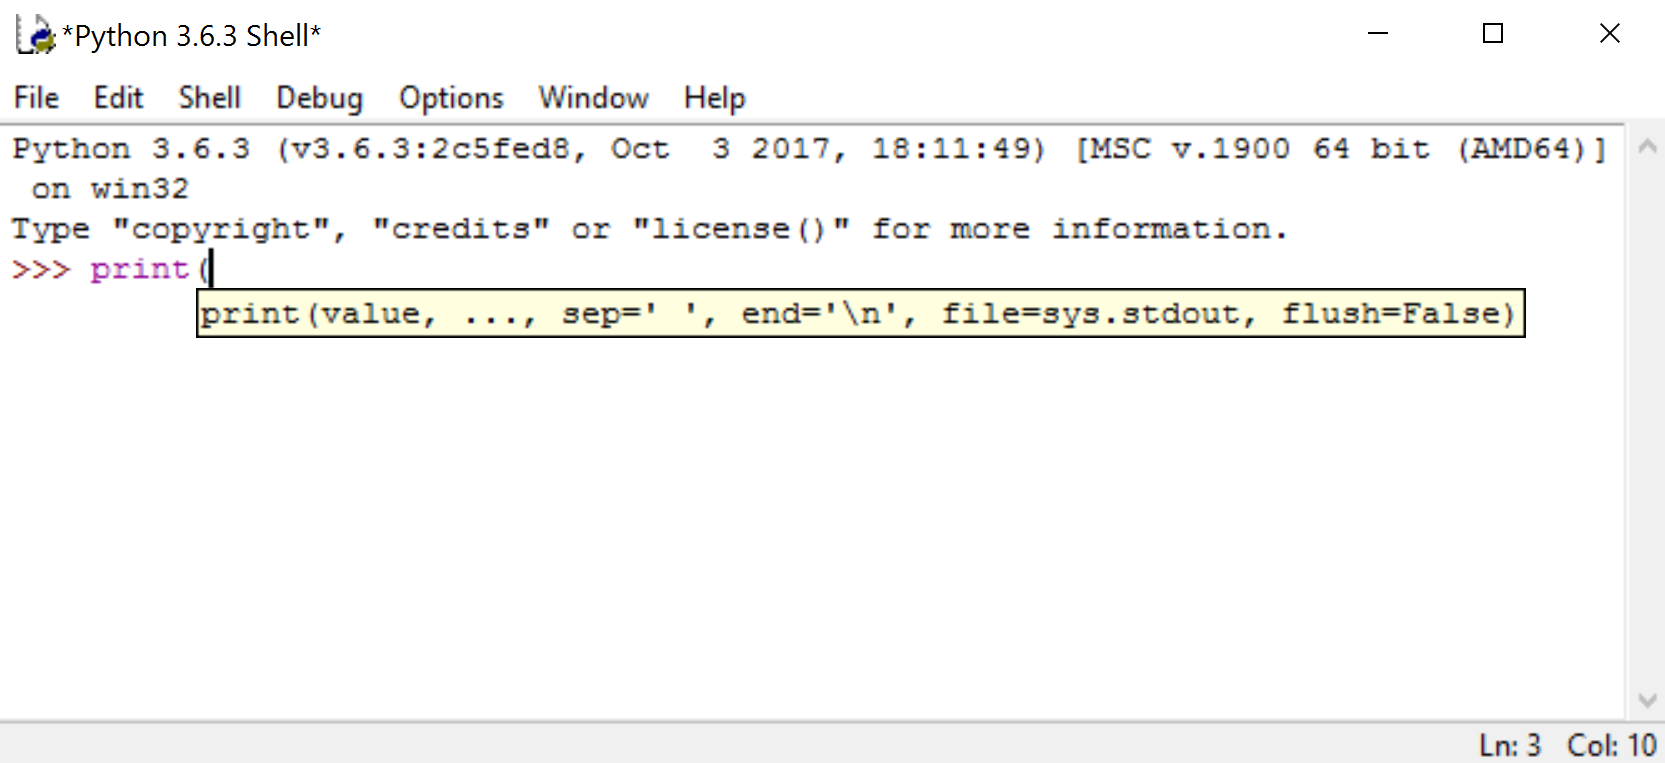 *Python 3.6.3 Shell*
File Edit Shell Debug Options Window Help
Python 3.6.3 (v3.6.3:2c5fed8, Oct  3 2017, 18:11:49) [MSC v.1900 64 bit (AMD64)]
 on win32
Type "copyright", "credits" or "license()" for more information.
>>> print(
print(value, ..., sep=' ', end='\n', file=sys.stdout, flush=False)
Ln: 3 Col: 10